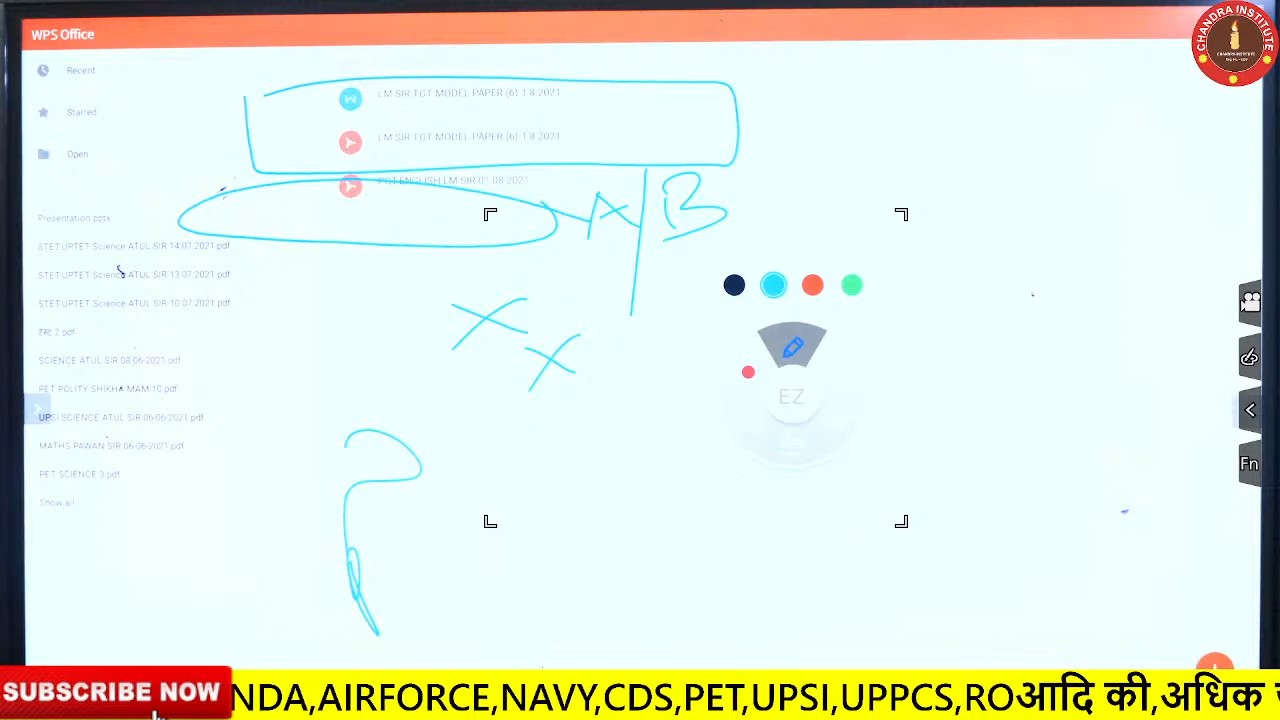 WPS Office
CHANDRA INSTITUTE
CHANDRA INSTITUTE
Recent
LM SIR TGT MODEL PAPER (6) 1.8.2021
Starred
LM SIR TGT MODEL PAPER (6) 1.8.2021
Open
PGT ENGLISH LM SIR 01.08-2021
A/B
Presentation.pptx
STET-UPTET Science ATUL SIR 14.07.2021.pdf
STET-UPTET Science ATUL SIR 13.07.2021.pdf
STET-UPTET Science ATUL SIR 10.07.2021.pdf
टेस्ट 2.pdf
x
x
SCIENCE ATUL SIR 08-06-2021.pdf
PET POLITY SHIKHA MAM 10.pdf
EZ
UPSI SCIENCE ATUL SIR 06-06-2021.pdf
MATHS PAWAN SIR 06-06-2021.pdf
Fn
PET SCIENCE 3.pdf
Show all
SUBSCRIBE NOW
NDA,AIRFORCE,NAVY,CDS,PET,UPSI,UPPCS,ROआदि की,अधिक